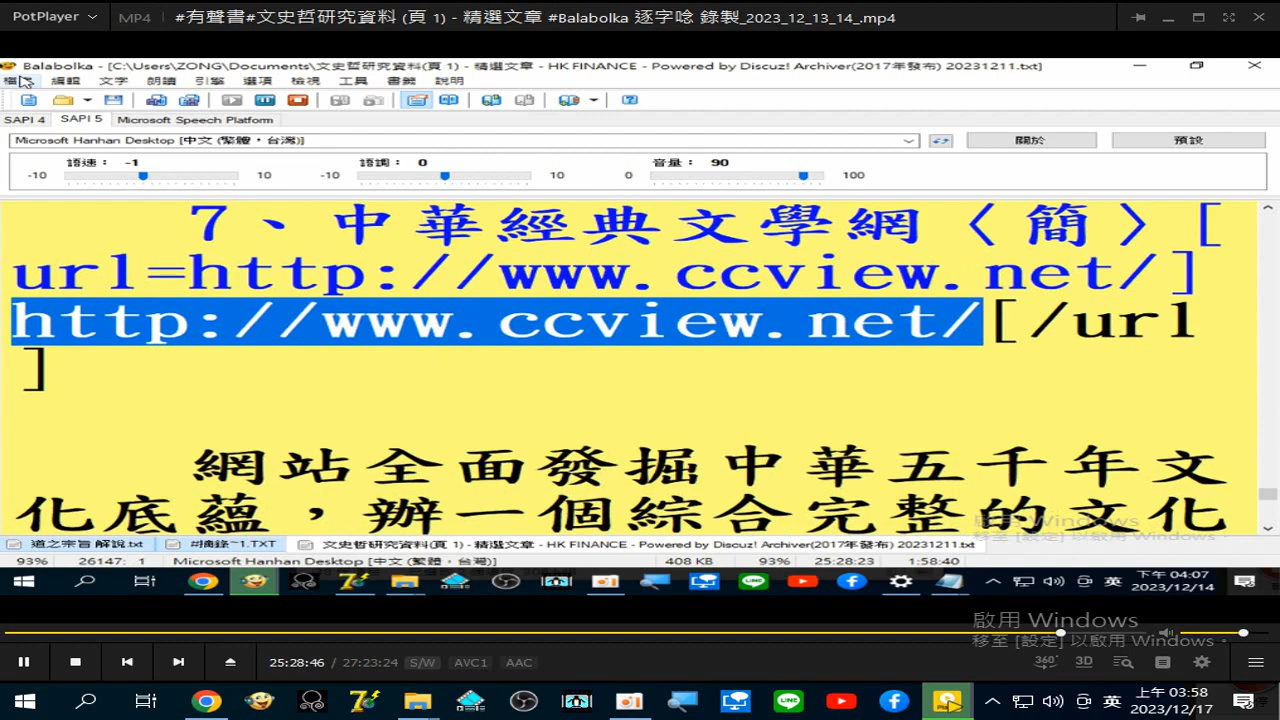 PotPlayer MP4 #有聲書#文史哲研究資料 (頁 1) - 精選文章 #Balabolka 逐字唸 錄製_2023_12_13_14_.mp4
Balabolka - [C:\Users\ZONG\Documents\文史哲研究資料(頁 1) - 精選文章 - HK FINANCE - Powered by Discuz! Archiver(2017年發布) 20231211.txt]
檔案 編輯 文字 朗讀 引擎 選項 檢視 工具 書籤 說明
SAPI 4 SAPI 5 Microsoft Speech Platform
Microsoft Hanhan Desktop [中文 (繁體，台灣)] 關於 預設
語速： -1 語調： 0 音量： 90
-10 10 -10 10 0 100
7、中華經典文學網〈簡〉[
url=http://www.ccview.net/]
http://www.ccview.net/[/url
]
網站全面發掘中華五千年文
化底蘊，辦一個綜合完整的文化
啟用 Windows
移至 [設定] 以啟用 Windows。
道之宗旨 解說.txt #摘錄~1.TXT 文史哲研究資料(頁 1) - 精選文章 - HK FINANCE - Powered by Discuz! Archiver(2017年發布) 20231211.txt
93% 26147: 1 Microsoft Hanhan Desktop [中文 (繁體，台灣)] 408 KB 93% 25:28:23 1:58:40
英 下午 04:07
2023/12/14
啟用 Windows
移至 [設定] 以啟用 Windows。
25:28:46 / 27:23:24 S/W AVC1 AAC 360° 3D
英 上午 03:58
2023/12/17